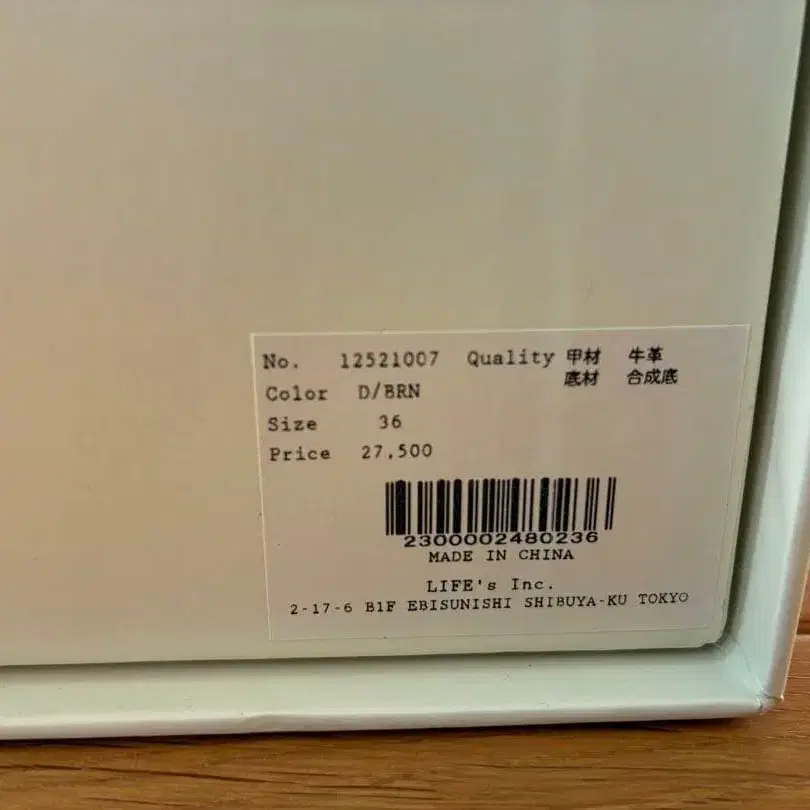 No. 12521007 Quality 甲材 牛革
底材 合成底
Color D/BRN
Size 36
Price 27,500
2300002480236
MADE IN CHINA
LIFE's Inc.
2-17-6 B1F EBISUNISHI SHIBUYA-KU TOKYO